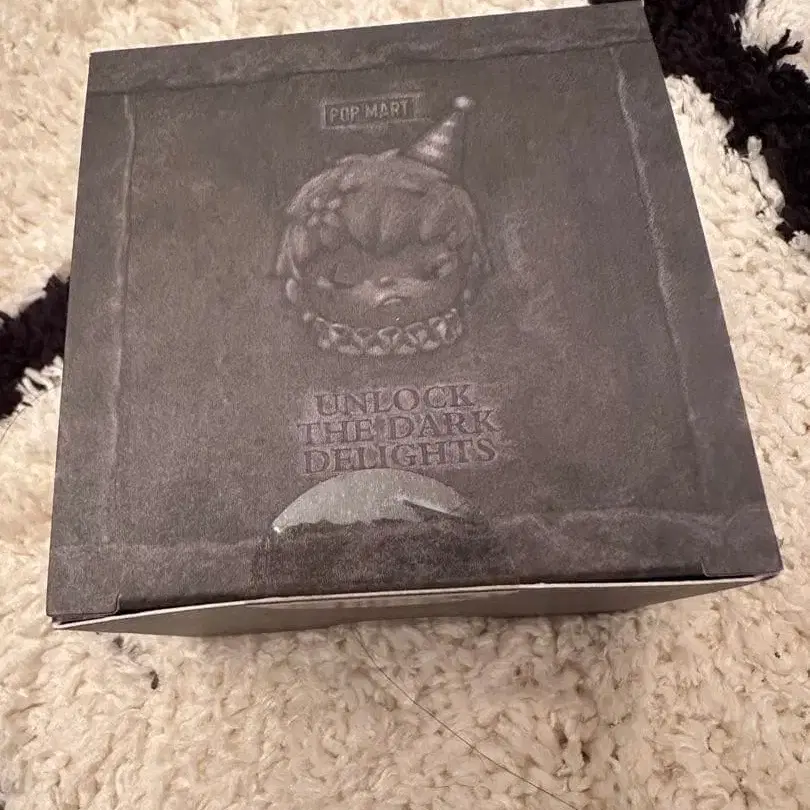 POP MART
UNLOCK
THE DARK
DELIGHTS